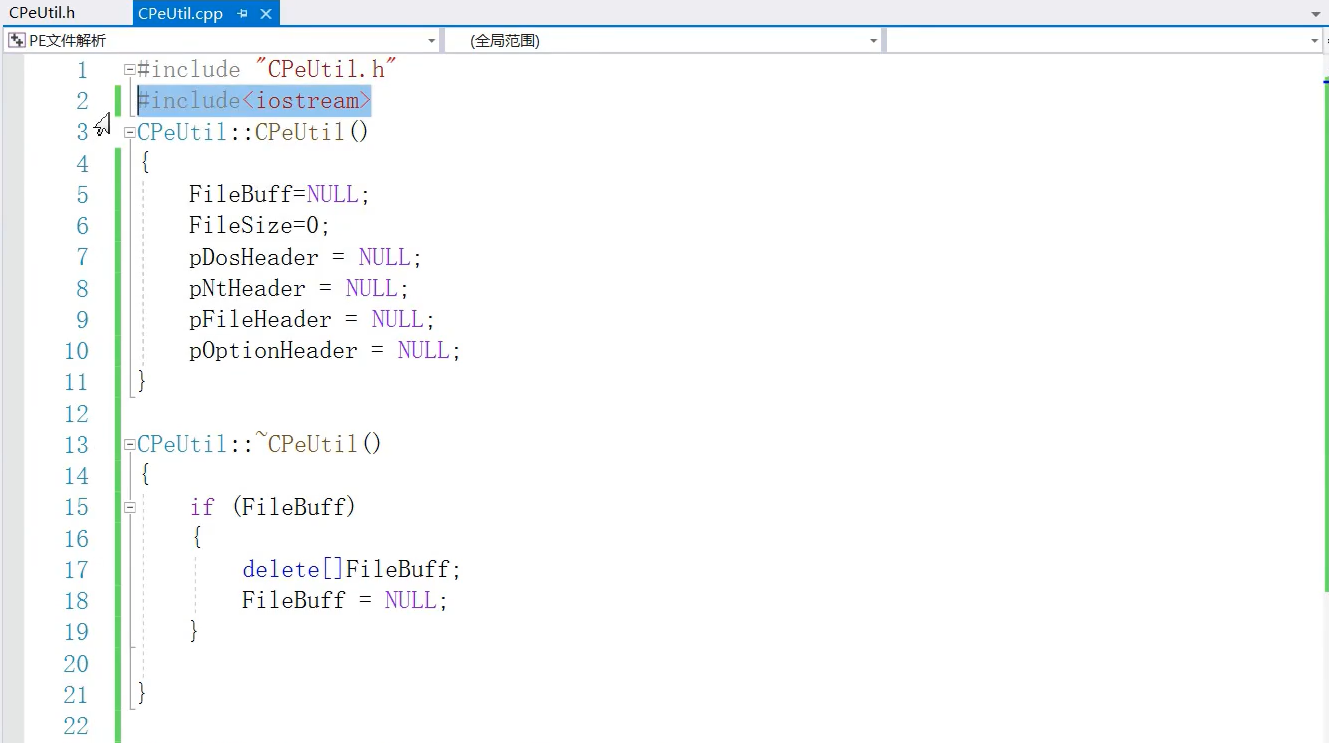 CPeUtil.h CPeUtil.cpp
PE文件解析 (全局范围)
1 #include "CPeUtil.h"
2 #include<iostream>
3 CPeUtil::CPeUtil()
4 {
5 FileBuff=NULL;
6 FileSize=0;
7 pDosHeader = NULL;
8 pNtHeader = NULL;
9 pFileHeader = NULL;
10 pOptionHeader = NULL;
11 }
12
13 CPeUtil::~CPeUtil()
14 {
15 if (FileBuff)
16 {
17 delete[]FileBuff;
18 FileBuff = NULL;
19 }
20
21 }
22